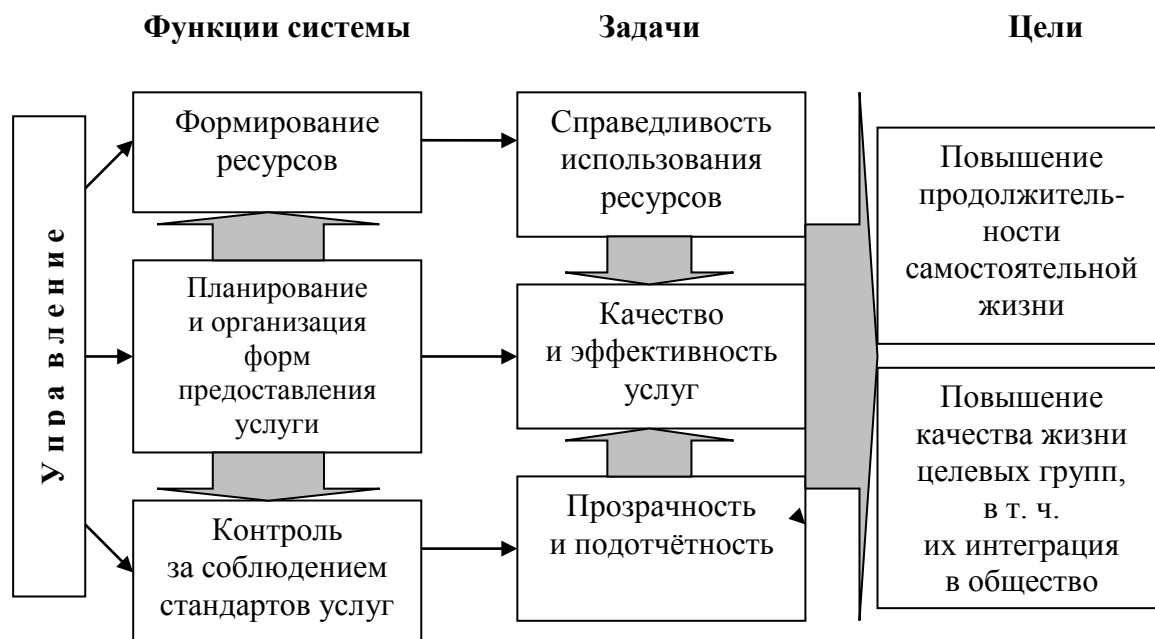 Функции системы
Задачи
Цели
У п р а в л е н и е
Формирование
ресурсов
Планирование
и организация
форм
предоставления
услуги
Контроль
за соблюдением
стандартов услуг
Справедливость
использования
ресурсов
Качество
и эффективность
услуг
Прозрачность
и подотчётность
Повышение
продолжитель-
ности
самостоятельной
жизни
Повышение
качества жизни
целевых групп,
в т. ч.
их интеграция
в общество